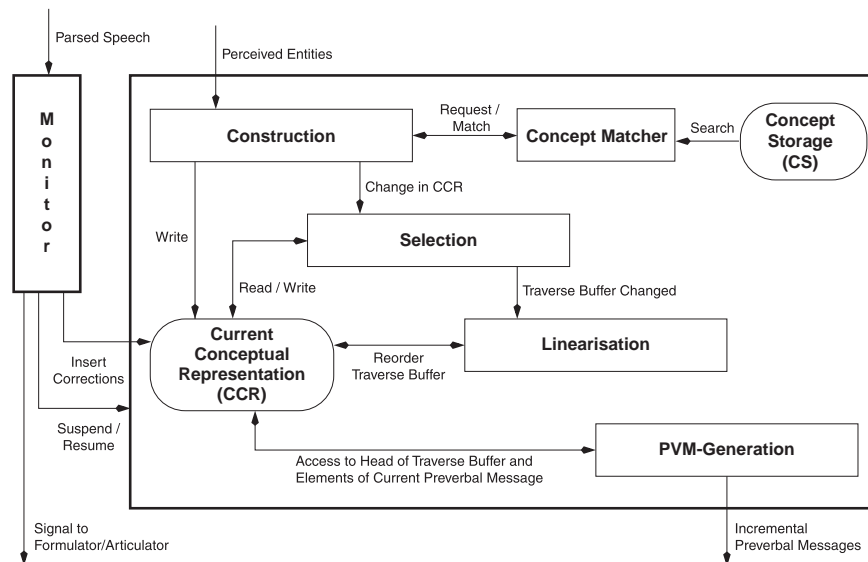 Parsed Speech
Perceived Entities
M
o
n
i
t
o
r
Construction
Request /
Match
Concept Matcher
Search
Concept
Storage
(CS)
Change in CCR
Write
Selection
Read / Write
Traverse Buffer Changed
Current
Conceptual
Representation
(CCR)
Linearisation
Reorder
Traverse Buffer
Insert
Corrections
Suspend /
Resume
PVM-Generation
Access to Head of Traverse Buffer and
Elements of Current Preverbal Message
Signal to
Formulator/Articulator
Incremental
Preverbal Messages